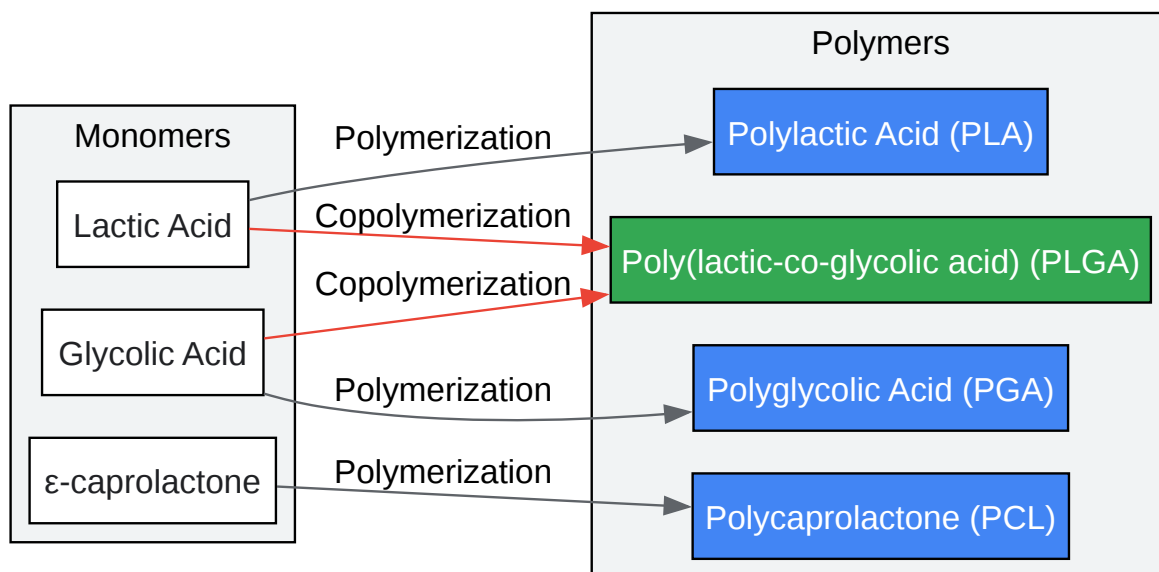 Monomers
Lactic Acid
Glycolic Acid
ε-caprolactone
Polymerization
Copolymerization
Copolymerization
Polymerization
Polymerization
Polymers
Polylactic Acid (PLA)
Poly(lactic-co-glycolic acid) (PLGA)
Polyglycolic Acid (PGA)
Polycaprolactone (PCL)